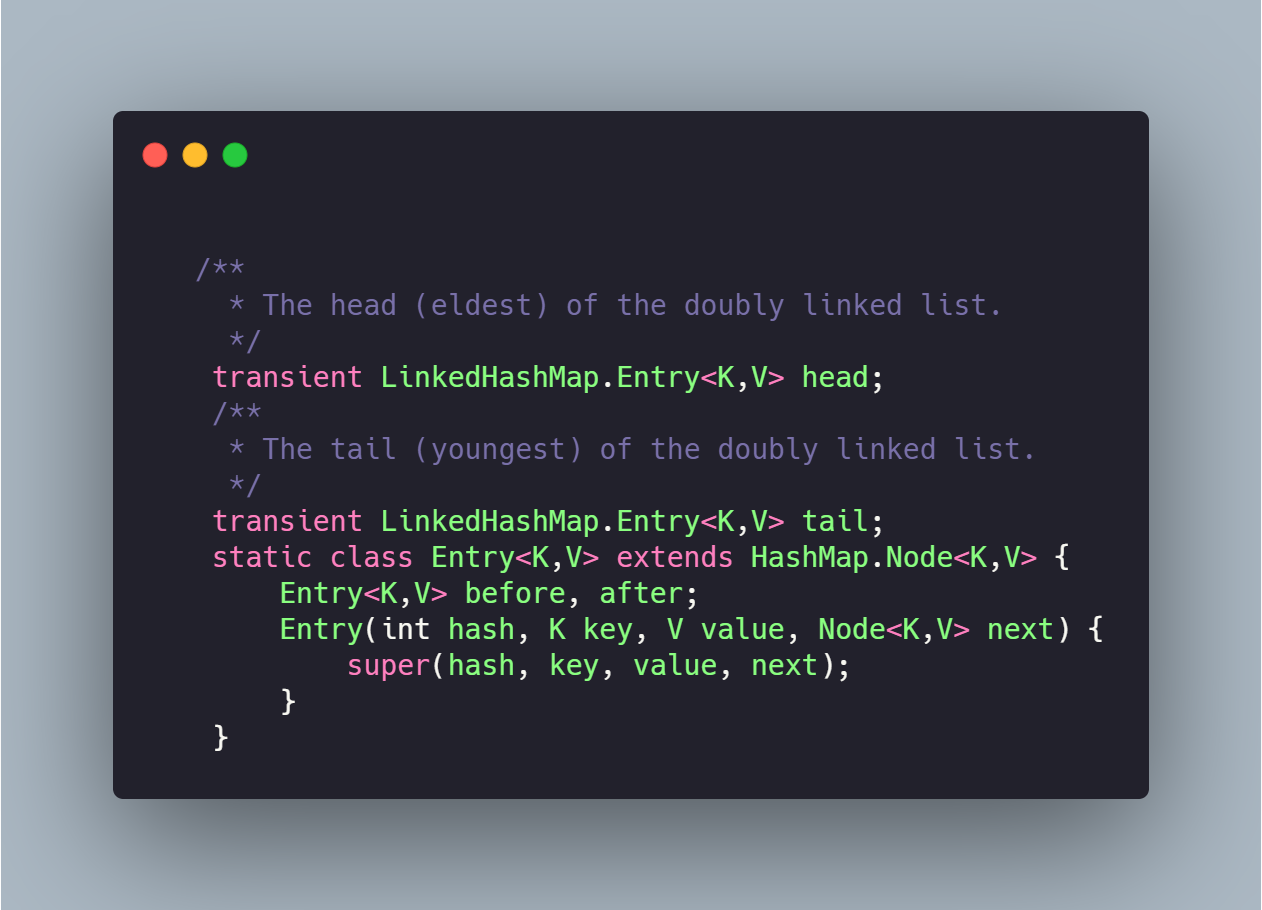 /**
  * The head (eldest) of the doubly linked list.
  */
 transient LinkedHashMap.Entry<K,V> head;
 /**
  * The tail (youngest) of the doubly linked list.
  */
 transient LinkedHashMap.Entry<K,V> tail;
 static class Entry<K,V> extends HashMap.Node<K,V> {
     Entry<K,V> before, after;
     Entry(int hash, K key, V value, Node<K,V> next) {
         super(hash, key, value, next);
     }
 }